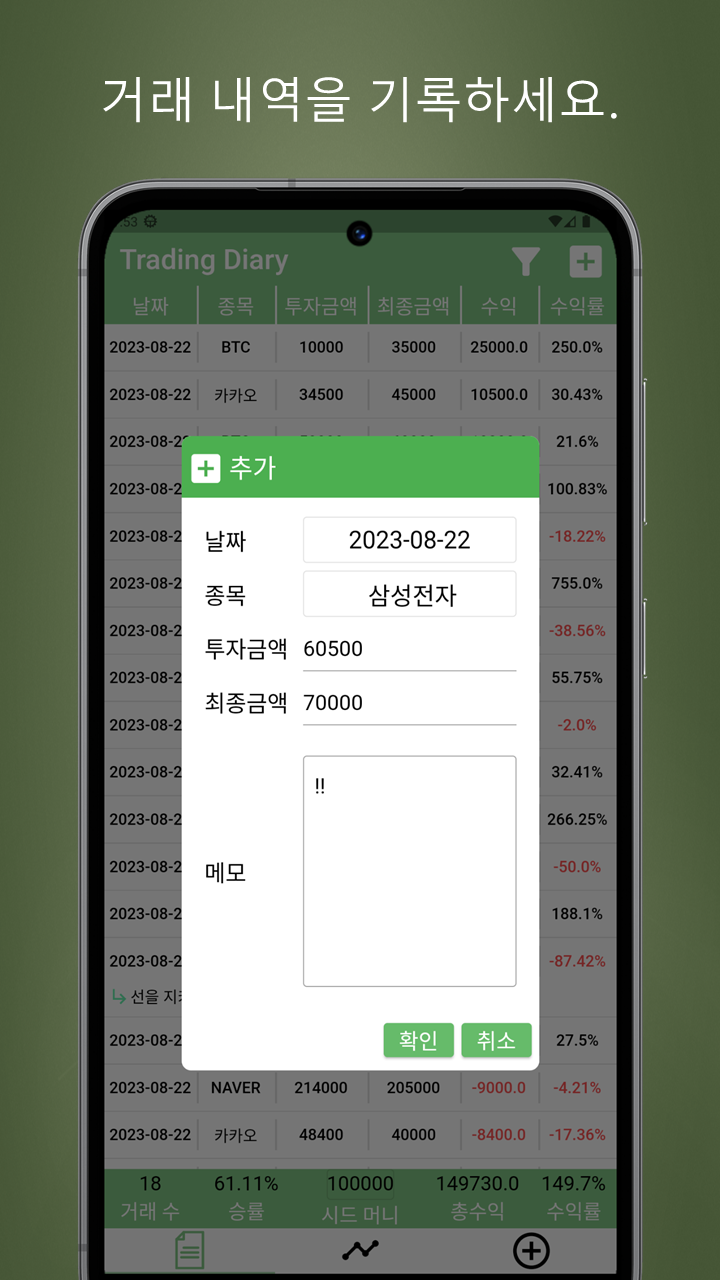 거래 내역을 기록하세요.
:53
Trading Diary
날짜 종목 투자금액 최종금액 수익 수익률
2023-08-22 BTC 10000 35000 25000.0 250.0%
2023-08-22 카카오 34500 45000 10500.0 30.43%
2023-08-22 21.6%
추가
2023-08-2 100.83%
날짜 2023-08-22
2023-08-2 -18.22%
2023-08-2 755.0%
종목 삼성전자
2023-08-2 -38.56%
투자금액 60500
2023-08-2 55.75%
최종금액 70000
2023-08-2 -2.0%
2023-08-2 32.41%
!!
2023-08-2 266.25%
메모
2023-08-2 -50.0%
2023-08-2 188.1%
2023-08-2 -87.42%
선을 지
2023-08-2 27.5%
확인 취소
2023-08-22 NAVER 214000 205000 -9000.0 -4.21%
2023-08-22 카카오 48400 40000 -8400.0 -17.36%
18 61.11% 100000 149730.0 149.7%
거래 수 승률 시드 머니 총수익 수익률